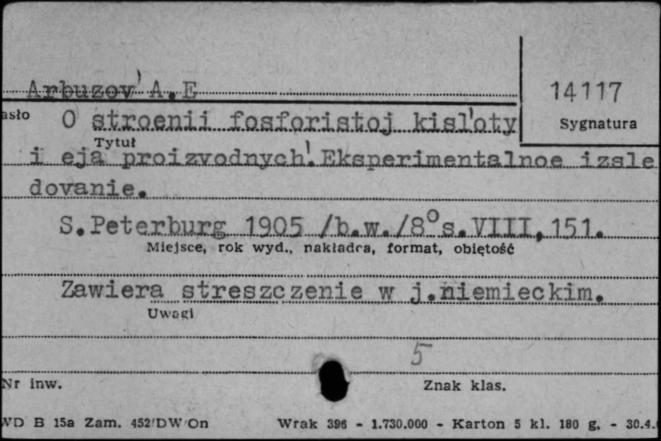 Arbuzov' A.E
14117
asło O stroenii fosforistoj kisl'oty
Sygnatura
Tytuł
i eja proizvodnych'. Eksperimentalnoe izsle
dovanie.
S.Peterburg 1905 /b.w./8° s.VIII, 151.
Miejsce, rok wyd., nakładca, format, objętość
Zawiera streszczenie w j.niemieckim.
Uwagi
5
Nr inw.
Znak klas.
WD B 15a Zam. 452/DW/On Wrak 396 - 1.730.000 - Karton 5 kl. 180 g. - 30.4.